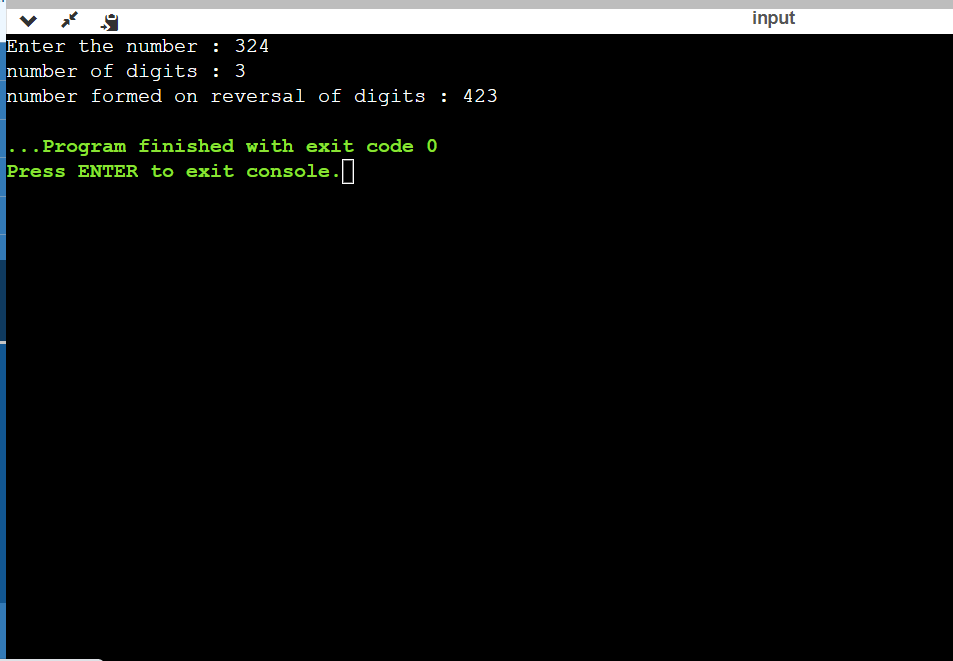 input
Enter the number : 324
number of digits : 3
number formed on reversal of digits : 423
...Program finished with exit code 0
Press ENTER to exit console.